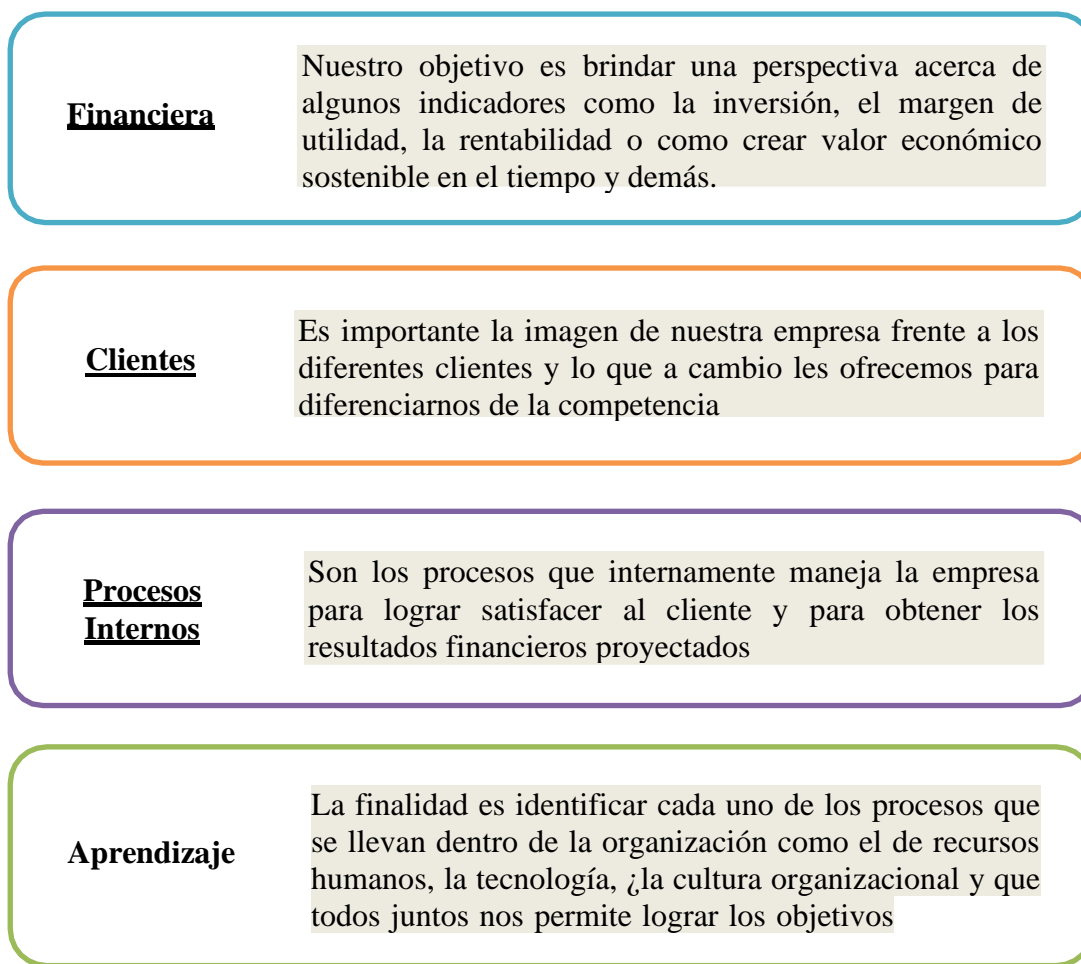 Financiera
Nuestro objetivo es brindar una perspectiva acerca de
algunos indicadores como la inversión, el margen de
utilidad, la rentabilidad o como crear valor económico
sostenible en el tiempo y demás.
Clientes
Es importante la imagen de nuestra empresa frente a los
diferentes clientes y lo que a cambio les ofrecemos para
diferenciarnos de la competencia
Procesos
Internos
Son los procesos que internamente maneja la empresa
para lograr satisfacer al cliente y para obtener los
resultados financieros proyectados
Aprendizaje
La finalidad es identificar cada uno de los procesos que
se llevan dentro de la organización como el de recursos
humanos, la tecnología, ¿la cultura organizacional y que
todos juntos nos permite lograr los objetivos